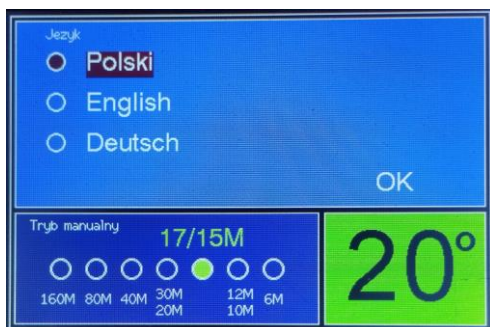 Jezyk
Polski
English
Deutsch
OK
Tryb manualny
17/15M
20°
160M 80M 40M 30M 20M 12M 10M 6M